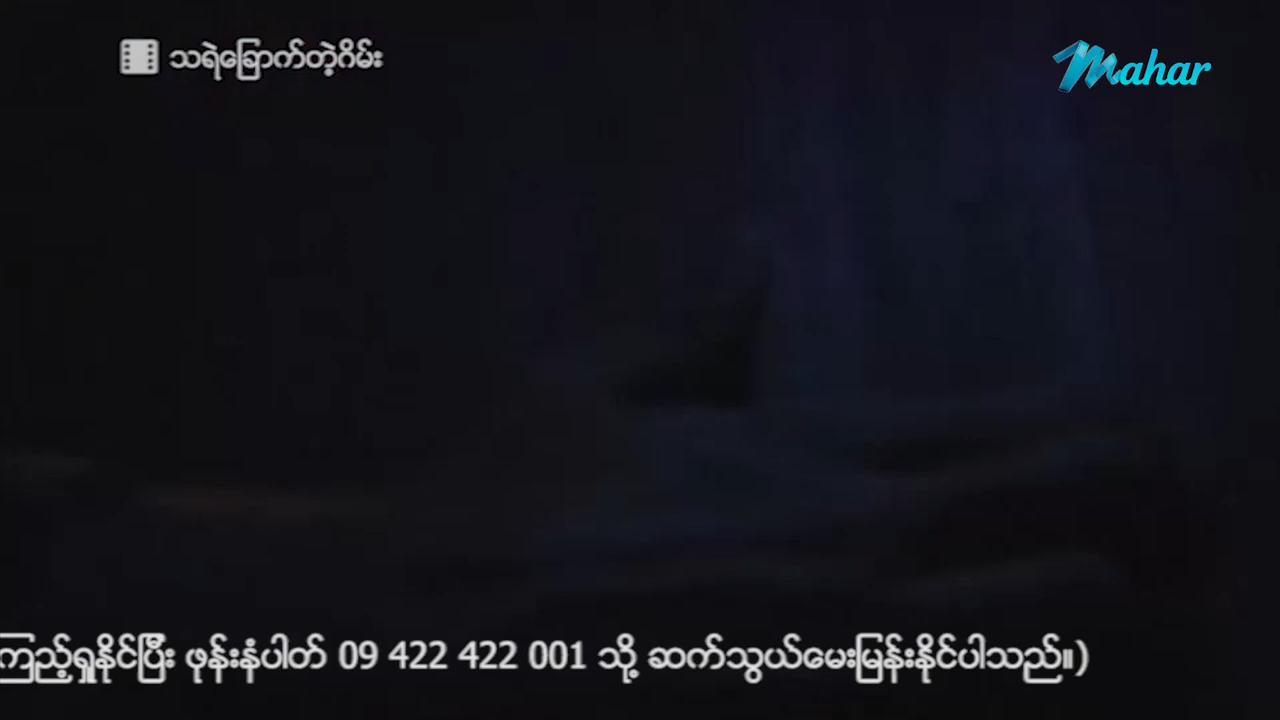 သရဲခြောက်တဲ့ဂိမ်း
Mahar
ကြည့်ရှုနိုင်ပြီး ဖုန်းနံပါတ် 09 422 422 001 သို့ ဆက်သွယ်မေးမြန်းနိုင်ပါသည်။)